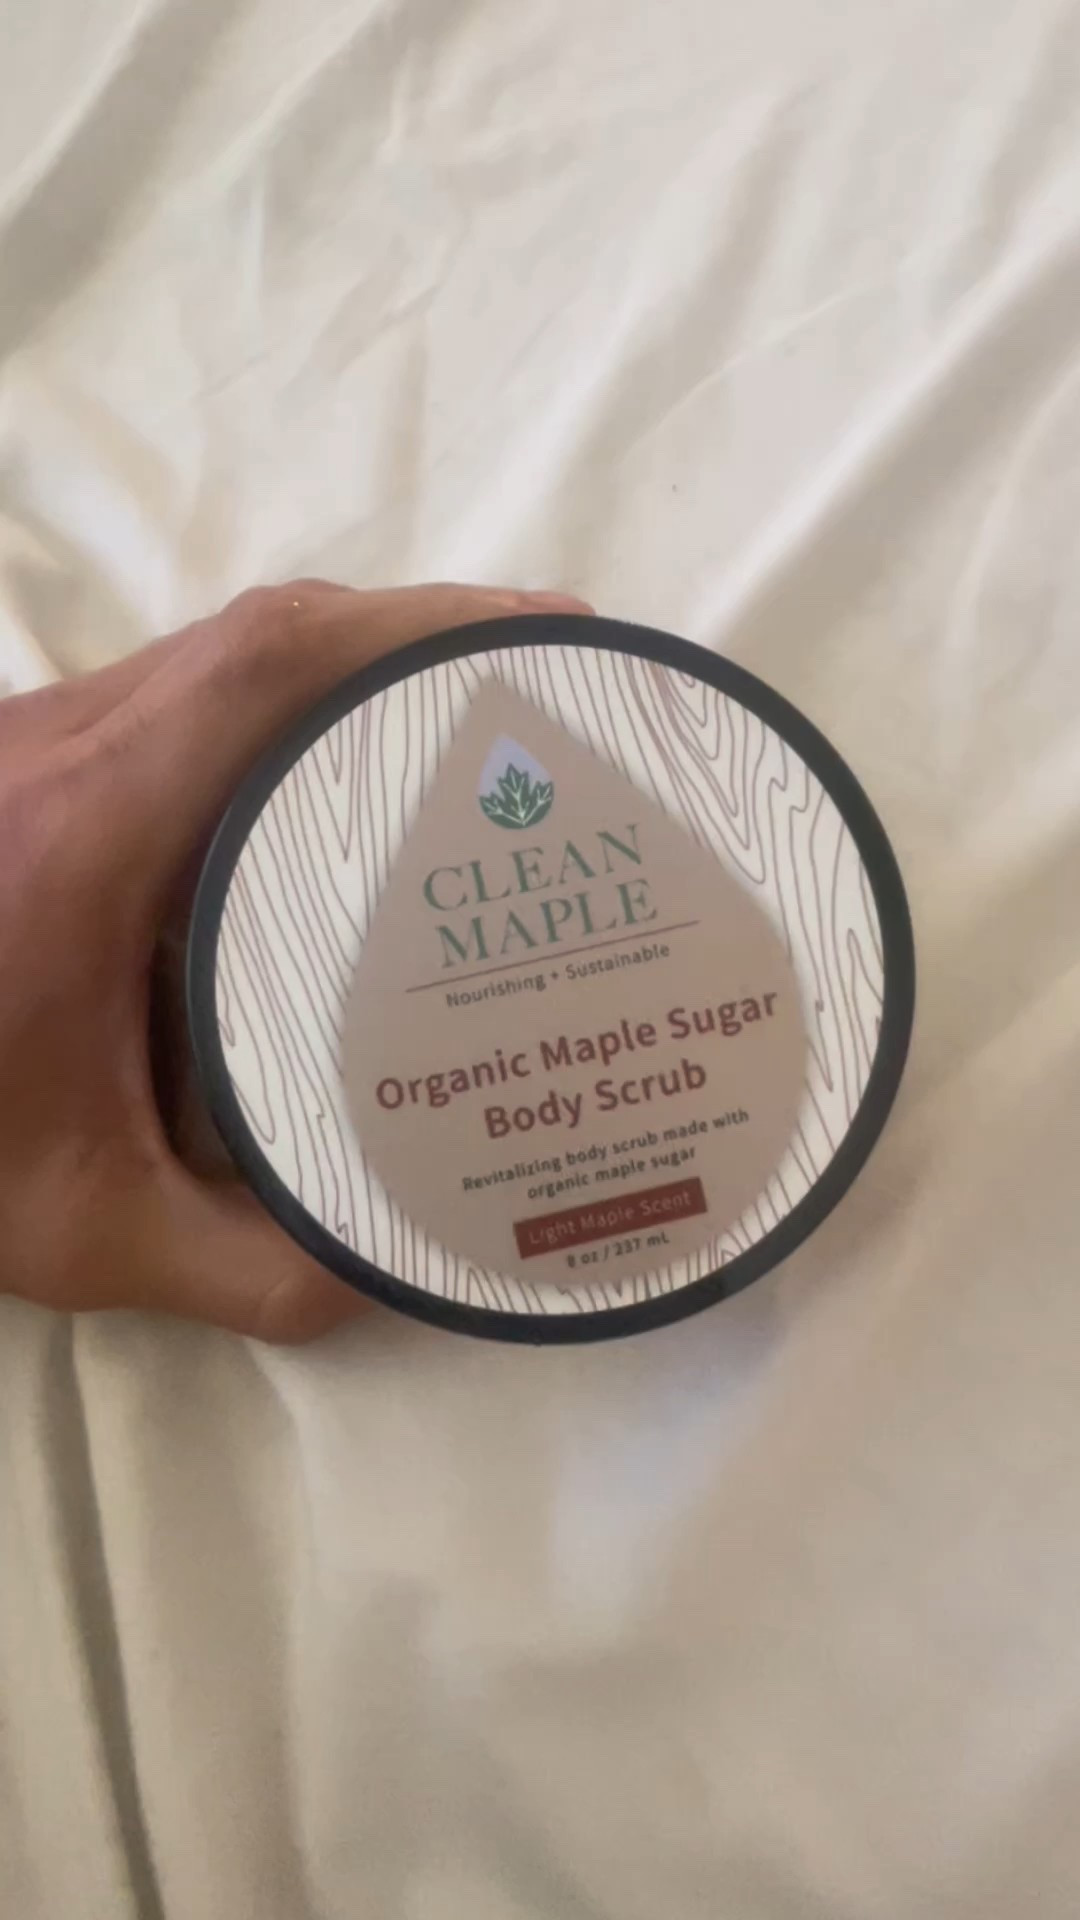 CLEAN
MAPLE
Nourishing + Sustainable
Organic Maple Sugar
Body Scrub
Revitalizing body scrub made with
organic maple sugar
Light Maple Scent
8 oz / 237 mL